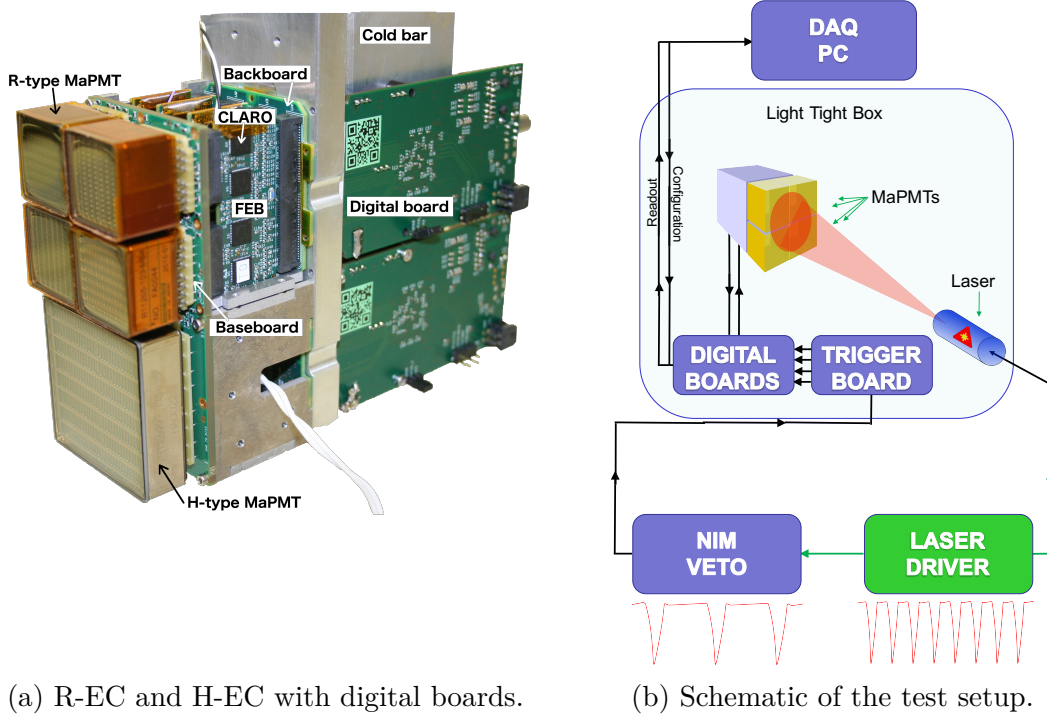 Cold bar
Backboard
R-type MaPMT
CLARO
FEB
Digital board
Baseboard
H-type MaPMT
(a) R-EC and H-EC with digital boards.
DAQ
PC
Light Tight Box
Readout
Configuration
MaPMTs
Laser
DIGITAL
BOARDS
TRIGGER
BOARD
NIM
VETO
LASER
DRIVER
(b) Schematic of the test setup.